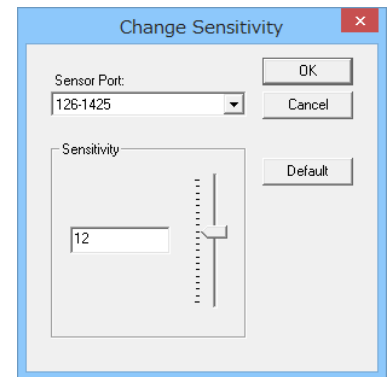 Change Sensitivity
Sensor Port:
126-1425
OK
Cancel
Sensitivity
12
Default